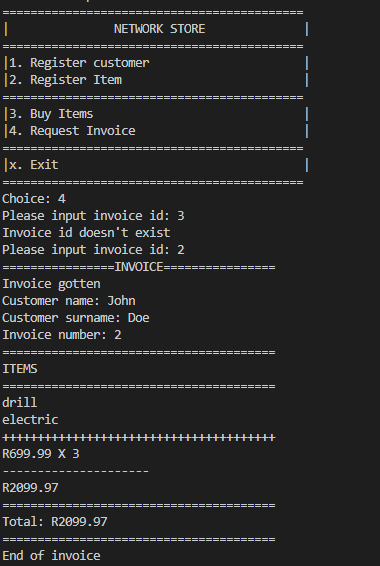 ===========================================
|               NETWORK STORE              |
===========================================
|1. Register customer                      |
|2. Register Item                          |
===========================================
|3. Buy Items                              |
|4. Request Invoice                        |
===========================================
|x. Exit                                   |
===========================================
Choice: 4
Please input invoice id: 3
Invoice id doesn't exist
Please input invoice id: 2
================INVOICE================
Invoice gotten
Customer name: John
Customer surname: Doe
Invoice number: 2
=======================================
ITEMS
=======================================
drill
electric
+++++++++++++++++++++++++++++++++++++++
R699.99 X 3
---------------------
R2099.97
=======================================
Total: R2099.97
=======================================
End of invoice